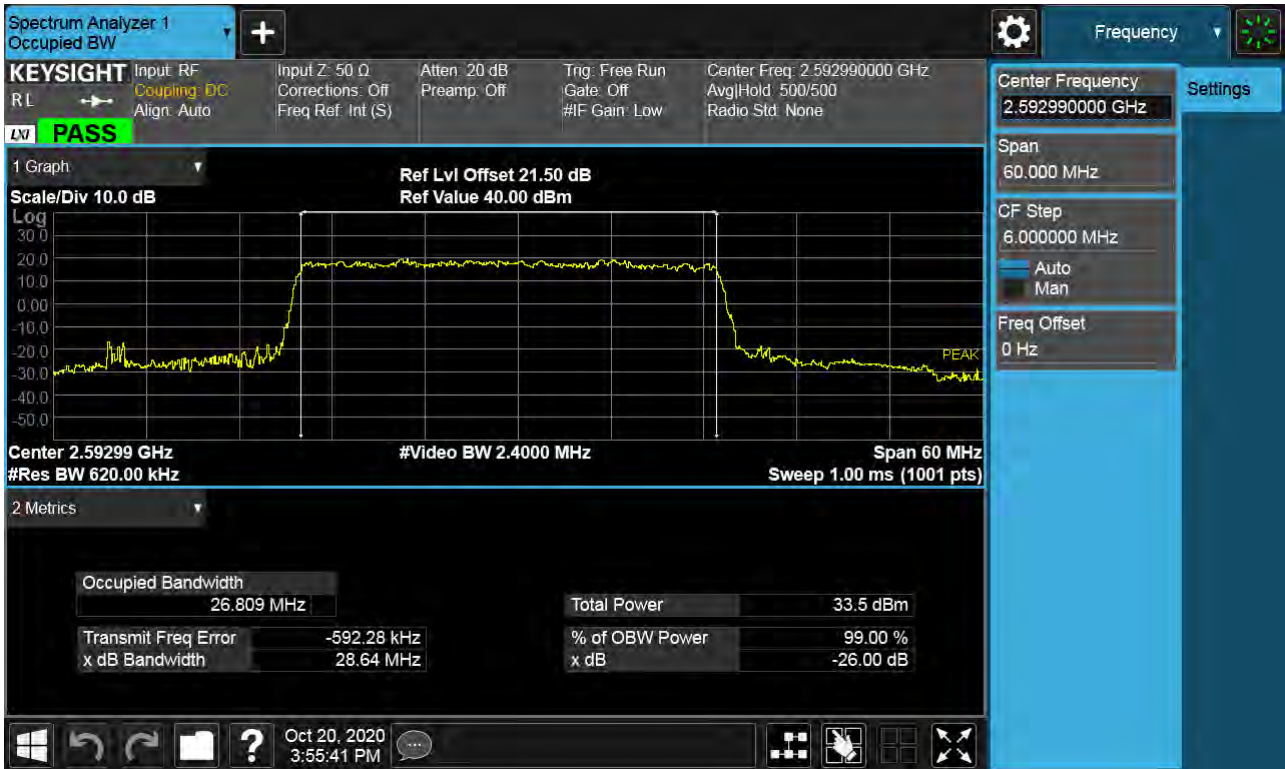 Spectrum Analyzer 1
Occupied BW
Frequency
KEYSIGHT
R L
LXI
PASS
Input: RF
Coupling: DC
Align: Auto
Input Z: 50 Ω
Corrections: Off
Freq Ref: Int (S)
Atten: 20 dB
Preamp: Off
Trig: Free Run
Gate: Off
#IF Gain: Low
Center Freq: 2.592990000 GHz
Avg|Hold: 500/500
Radio Std: None
Center Frequency
2.592990000 GHz
Settings
Span
60.000 MHz
CF Step
6.000000 MHz
Auto
Man
Freq Offset
0 Hz
1 Graph
Scale/Div 10.0 dB
Ref Lvl Offset 21.50 dB
Ref Value 40.00 dBm
Log
30.0
20.0
10.0
0.00
-10.0
-20.0
-30.0
-40.0
-50.0
PEAK
Center 2.59299 GHz
#Video BW 2.4000 MHz
Span 60 MHz
#Res BW 620.00 kHz
Sweep 1.00 ms (1001 pts)
2 Metrics
Occupied Bandwidth
26.809 MHz
Total Power 33.5 dBm
Transmit Freq Error -592.28 kHz
% of OBW Power 99.00 %
x dB Bandwidth 28.64 MHz
x dB -26.00 dB
?
Oct 20, 2020
3:55:41 PM